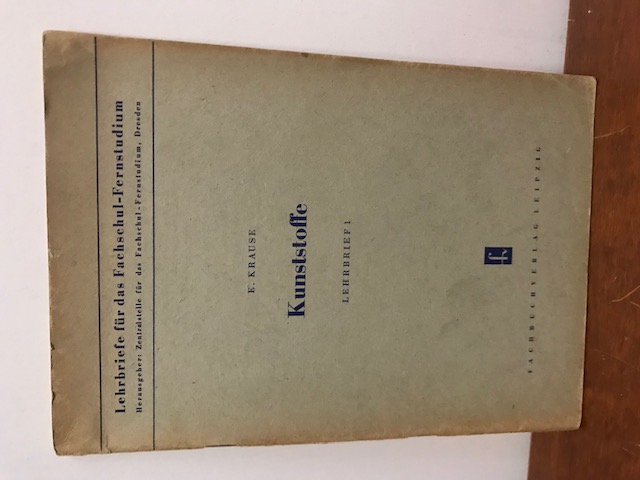 Lehrbriefe für das Fachschul-Fernstudium
Herausgeber: Zentralstelle für das Fachschul-Fernstudium, Dresden
E. KRAUSE
Kunststoffe
LEHRBRIEF 1
FACHBUCHVERLAG LEIPZIG